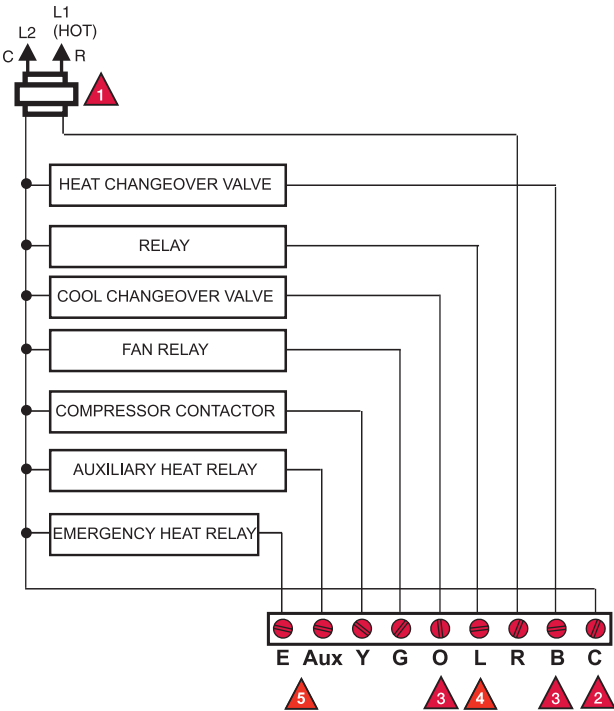 L1
L2 (HOT)
C R
1
HEAT CHANGEOVER VALVE
RELAY
COOL CHANGEOVER VALVE
FAN RELAY
COMPRESSOR CONTACTOR
AUXILIARY HEAT RELAY
EMERGENCY HEAT RELAY
E Aux Y G O L R B C
5 3 4 3 2